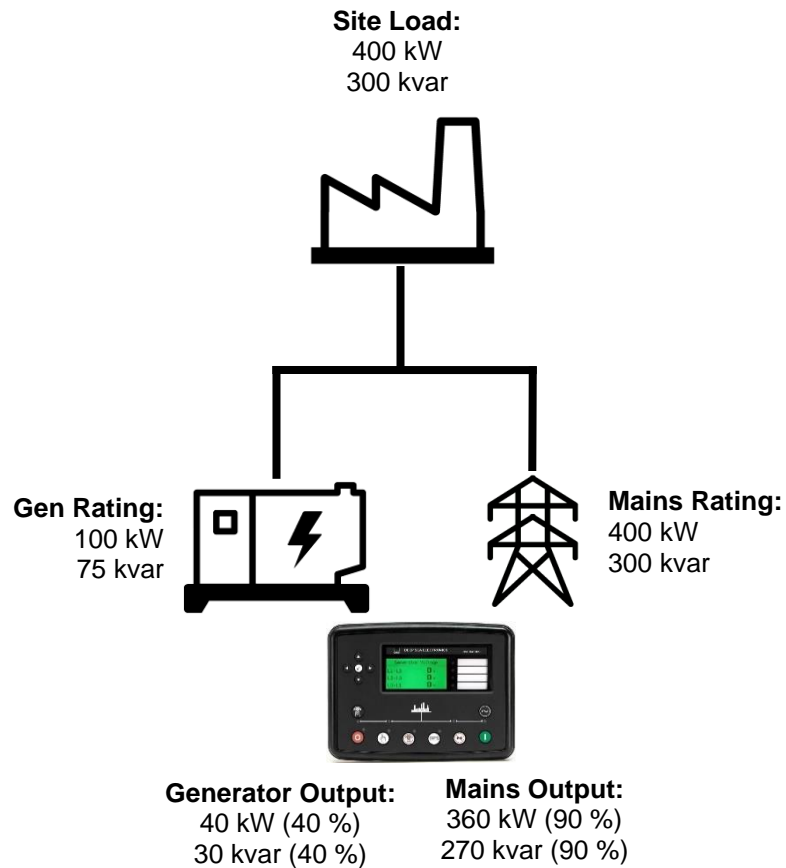 Site Load:
400 kW
300 kvar
Gen Rating:
100 kW
75 kvar
Mains Rating:
400 kW
300 kvar
Generator Output:
40 kW (40 %)
30 kvar (40 %)
Mains Output:
360 kW (90 %)
270 kvar (90 %)